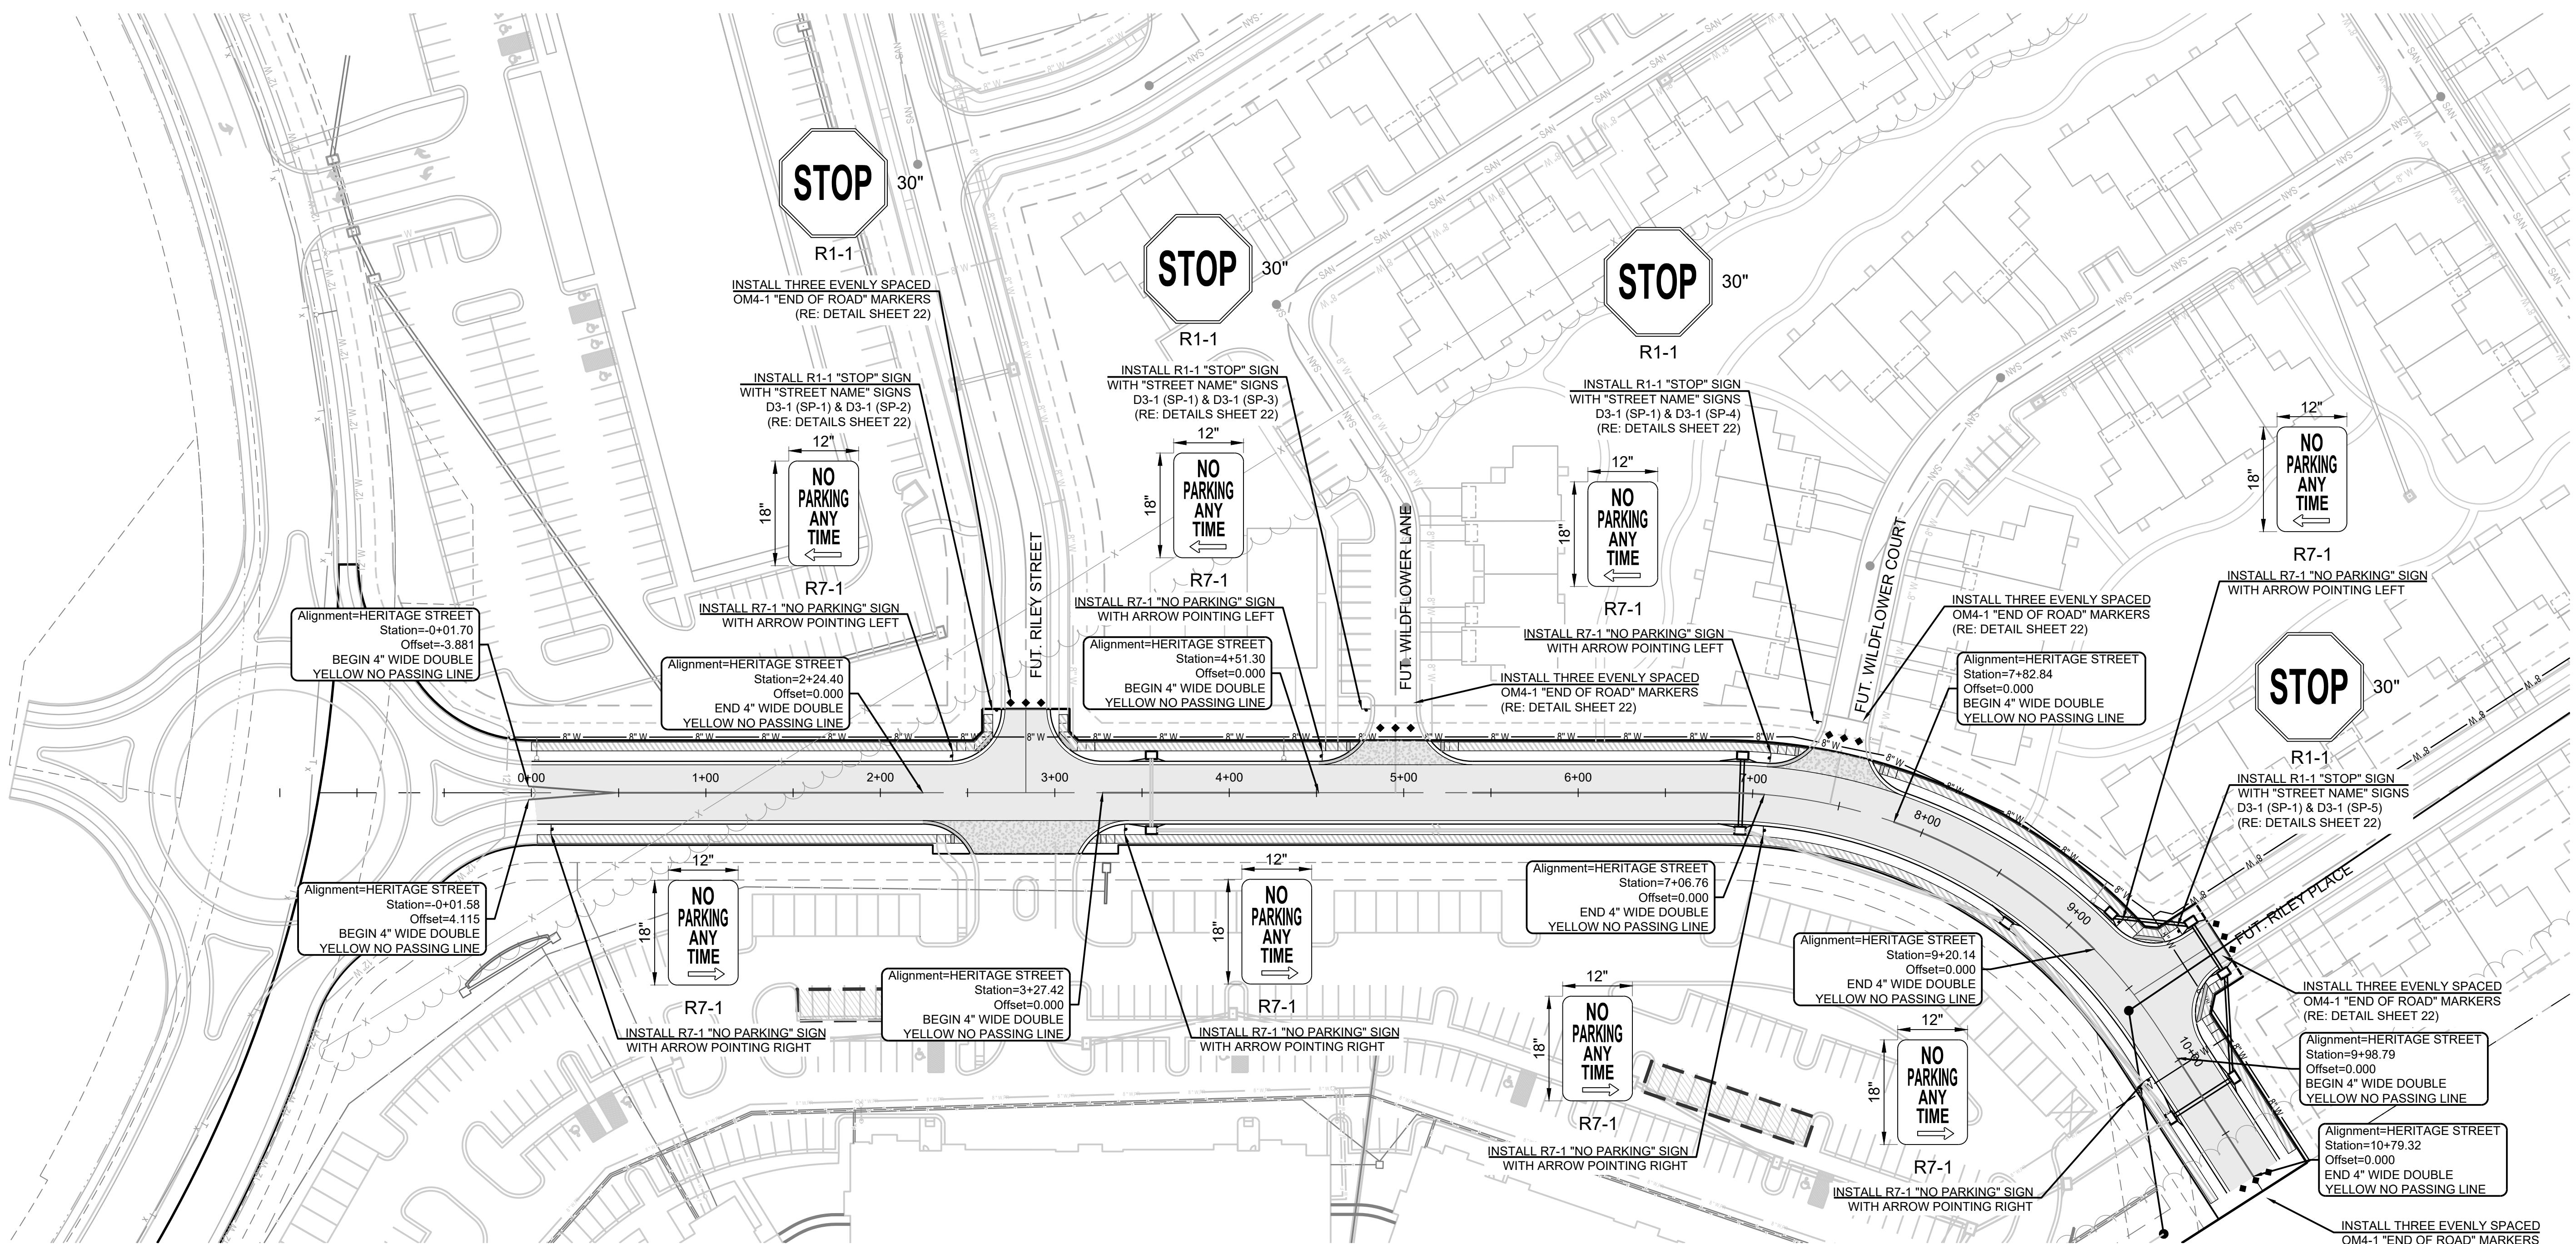 STOP
30"
R1-1
INSTALL THREE EVENLY SPACED
OM4-1 "END OF ROAD" MARKERS
(RE: DETAIL SHEET 22)
INSTALL R1-1 "STOP" SIGN
WITH "STREET NAME" SIGNS
D3-1 (SP-1) & D3-1 (SP-2)
(RE: DETAILS SHEET 22)
12"
18"
NO
PARKING
ANY
TIME
R7-1
INSTALL R7-1 "NO PARKING" SIGN
WITH ARROW POINTING LEFT
STOP
30"
R1-1
INSTALL R1-1 "STOP" SIGN
WITH "STREET NAME" SIGNS
D3-1 (SP-1) & D3-1 (SP-3)
(RE: DETAILS SHEET 22)
12"
18"
NO
PARKING
ANY
TIME
R7-1
INSTALL R7-1 "NO PARKING" SIGN
WITH ARROW POINTING LEFT
STOP
30"
R1-1
INSTALL R1-1 "STOP" SIGN
WITH "STREET NAME" SIGNS
D3-1 (SP-1) & D3-1 (SP-4)
(RE: DETAILS SHEET 22)
12"
18"
NO
PARKING
ANY
TIME
R7-1
INSTALL R7-1 "NO PARKING" SIGN
WITH ARROW POINTING LEFT
12"
18"
NO
PARKING
ANY
TIME
R7-1
INSTALL R7-1 "NO PARKING" SIGN
WITH ARROW POINTING LEFT
STOP
30"
R1-1
INSTALL R1-1 "STOP" SIGN
WITH "STREET NAME" SIGNS
D3-1 (SP-1) & D3-1 (SP-5)
(RE: DETAILS SHEET 22)
FUT. RILEY STREET
FUT. WILDFLOWER LANE
FUT. WILDFLOWER COURT
FUT. RILEY PLACE
INSTALL THREE EVENLY SPACED
OM4-1 "END OF ROAD" MARKERS
(RE: DETAIL SHEET 22)
INSTALL THREE EVENLY SPACED
OM4-1 "END OF ROAD" MARKERS
(RE: DETAIL SHEET 22)
Alignment=HERITAGE STREET
Station=-0+01.70
Offset=-3.881
BEGIN 4" WIDE DOUBLE
YELLOW NO PASSING LINE
Alignment=HERITAGE STREET
Station=2+24.40
Offset=0.000
END 4" WIDE DOUBLE
YELLOW NO PASSING LINE
Alignment=HERITAGE STREET
Station=4+51.30
Offset=0.000
BEGIN 4" WIDE DOUBLE
YELLOW NO PASSING LINE
Alignment=HERITAGE STREET
Station=7+82.84
Offset=0.000
BEGIN 4" WIDE DOUBLE
YELLOW NO PASSING LINE
0+00
1+00
2+00
3+00
4+00
5+00
6+00
7+00
8+00
9+00
10+00
Alignment=HERITAGE STREET
Station=-0+01.58
Offset=4.115
BEGIN 4" WIDE DOUBLE
YELLOW NO PASSING LINE
12"
18"
NO
PARKING
ANY
TIME
R7-1
INSTALL R7-1 "NO PARKING" SIGN
WITH ARROW POINTING RIGHT
Alignment=HERITAGE STREET
Station=3+27.42
Offset=0.000
BEGIN 4" WIDE DOUBLE
YELLOW NO PASSING LINE
12"
18"
NO
PARKING
ANY
TIME
R7-1
INSTALL R7-1 "NO PARKING" SIGN
WITH ARROW POINTING RIGHT
Alignment=HERITAGE STREET
Station=7+06.76
Offset=0.000
END 4" WIDE DOUBLE
YELLOW NO PASSING LINE
12"
18"
NO
PARKING
ANY
TIME
R7-1
INSTALL R7-1 "NO PARKING" SIGN
WITH ARROW POINTING RIGHT
Alignment=HERITAGE STREET
Station=9+20.14
Offset=0.000
END 4" WIDE DOUBLE
YELLOW NO PASSING LINE
12"
18"
NO
PARKING
ANY
TIME
R7-1
INSTALL R7-1 "NO PARKING" SIGN
WITH ARROW POINTING RIGHT
INSTALL THREE EVENLY SPACED
OM4-1 "END OF ROAD" MARKERS
(RE: DETAIL SHEET 22)
Alignment=HERITAGE STREET
Station=9+98.79
Offset=0.000
BEGIN 4" WIDE DOUBLE
YELLOW NO PASSING LINE
Alignment=HERITAGE STREET
Station=10+79.32
Offset=0.000
END 4" WIDE DOUBLE
YELLOW NO PASSING LINE
INSTALL THREE EVENLY SPACED
OM4-1 "END OF ROAD" MARKERS